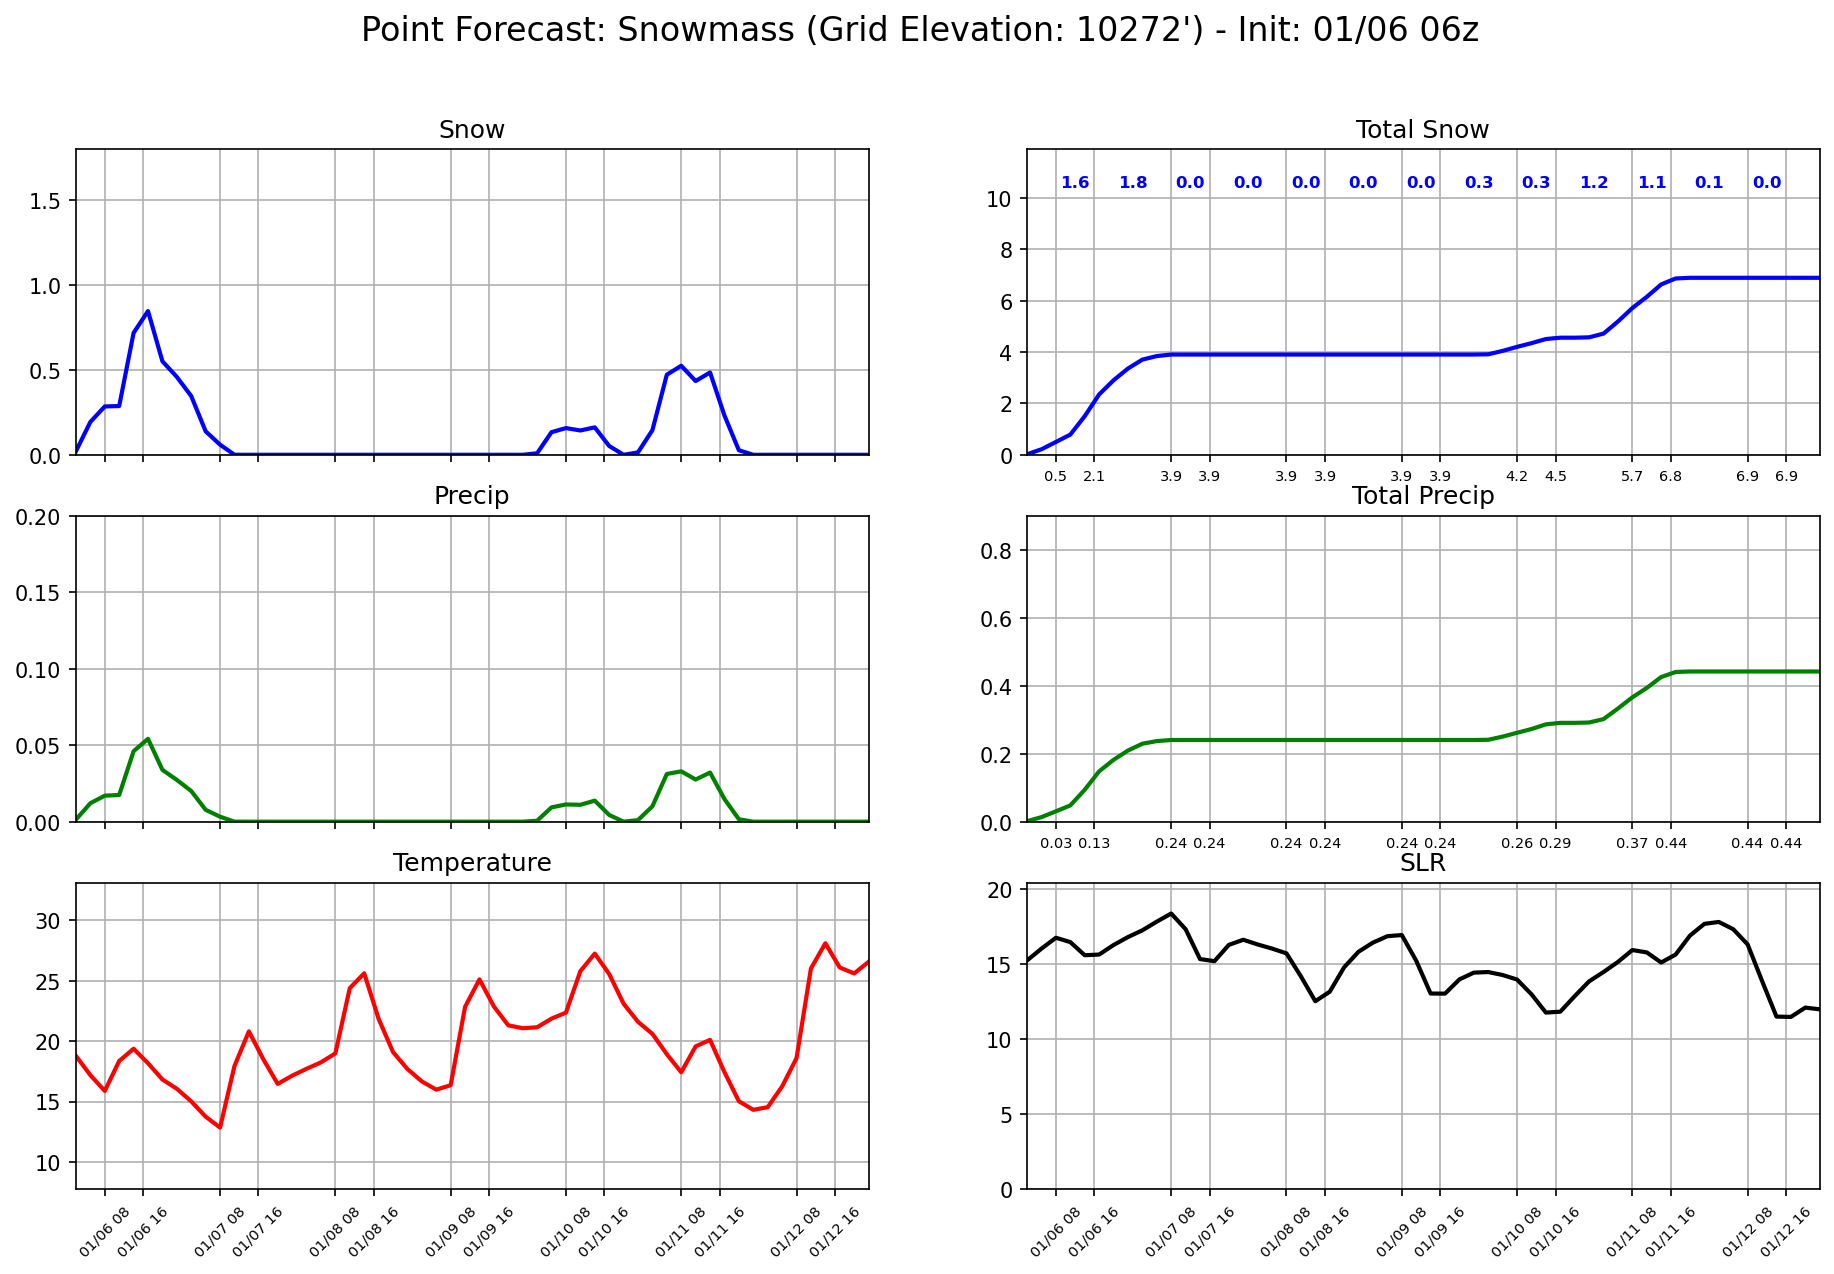 Point Forecast: Snowmass (Grid Elevation: 10272') - Init: 01/06 06z
Snow
1.5
1.0
0.5
0.0
Total Snow
1.6 1.8 0.0 0.0 0.0 0.0 0.0 0.3 0.3 1.2 1.1 0.1 0.0
10
8
6
4
2
0
0.5 2.1 3.9 3.9 3.9 3.9 3.9 3.9 4.2 4.5 5.7 6.8 6.9 6.9
Precip
0.20
0.15
0.10
0.05
0.00
Total Precip
0.8
0.6
0.4
0.2
0.0
0.03 0.13 0.24 0.24 0.24 0.24 0.24 0.24 0.26 0.29 0.37 0.44 0.44 0.44
Temperature
30
25
20
15
10
01/06 08 01/06 16 01/07 08 01/07 16 01/08 08 01/08 16 01/09 08 01/09 16 01/10 08 01/10 16 01/11 08 01/11 16 01/12 08 01/12 16
SLR
20
15
10
5
0
01/06 08 01/06 16 01/07 08 01/07 16 01/08 08 01/08 16 01/09 08 01/09 16 01/10 08 01/10 16 01/11 08 01/11 16 01/12 08 01/12 16